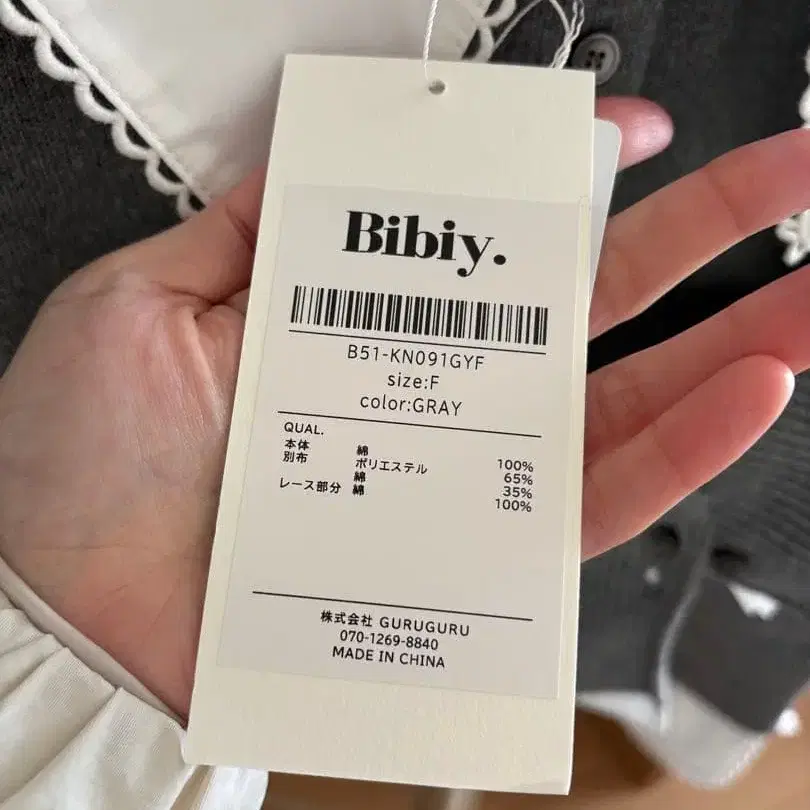 Bibiy.
B51-KN091GYF
size:F
color:GRAY
QUAL.
本体 綿 100%
別布 ポリエステル 65%
綿 35%
レース部分 綿 100%
株式会社 GURUGURU
070-1269-8840
MADE IN CHINA